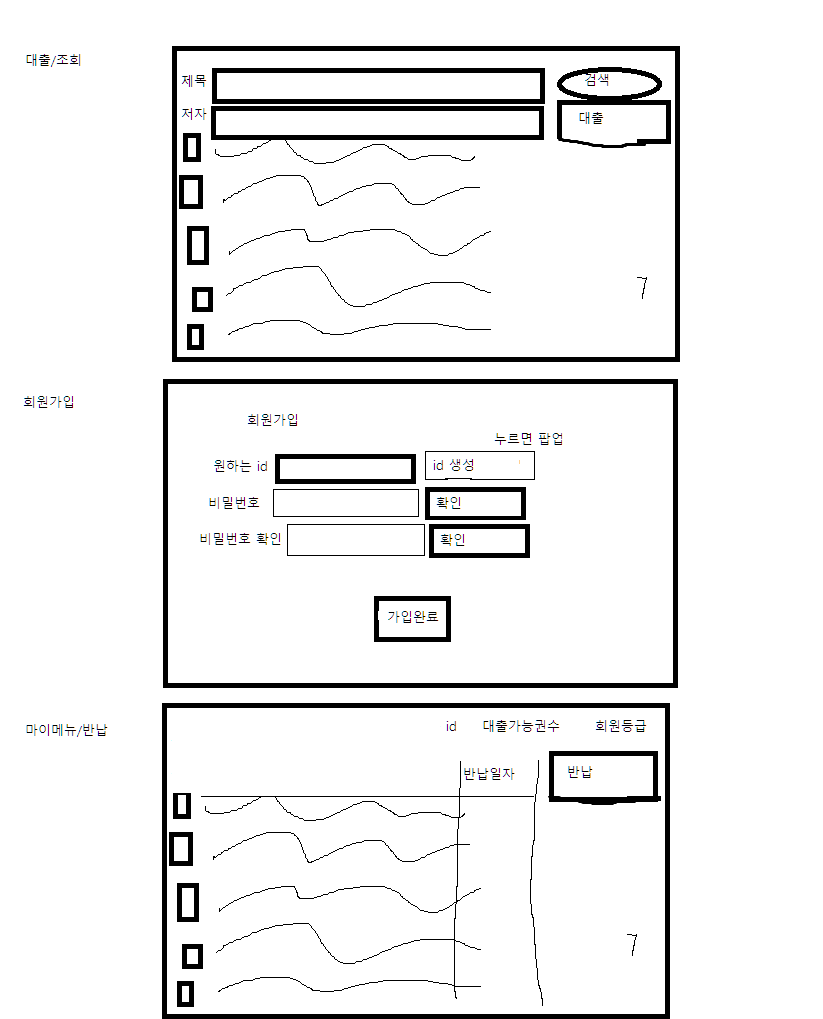 대출/조회
제목 검색
저자 대출
7
회원가입
회원가입
누르면 팝업
원하는 id id 생성
비밀번호 확인
비밀번호 확인 확인
가입완료
마이메뉴/반납
id 대출가능권수 회원등급
반납일자 반납
7